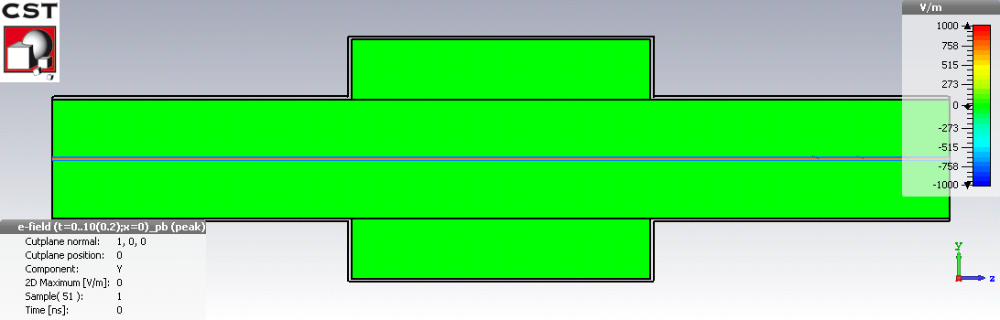 CST
V/m
1000
758
515
273
0
-273
-515
-758
-1000
e-field (t=0..10(0.2);x=0)_pb (peak)
Cutplane normal: 1, 0, 0
Cutplane position: 0
Component: Y
2D Maximum [V/m]: 0
Sample( 51 ): 1
Time [ns]: 0
y
z